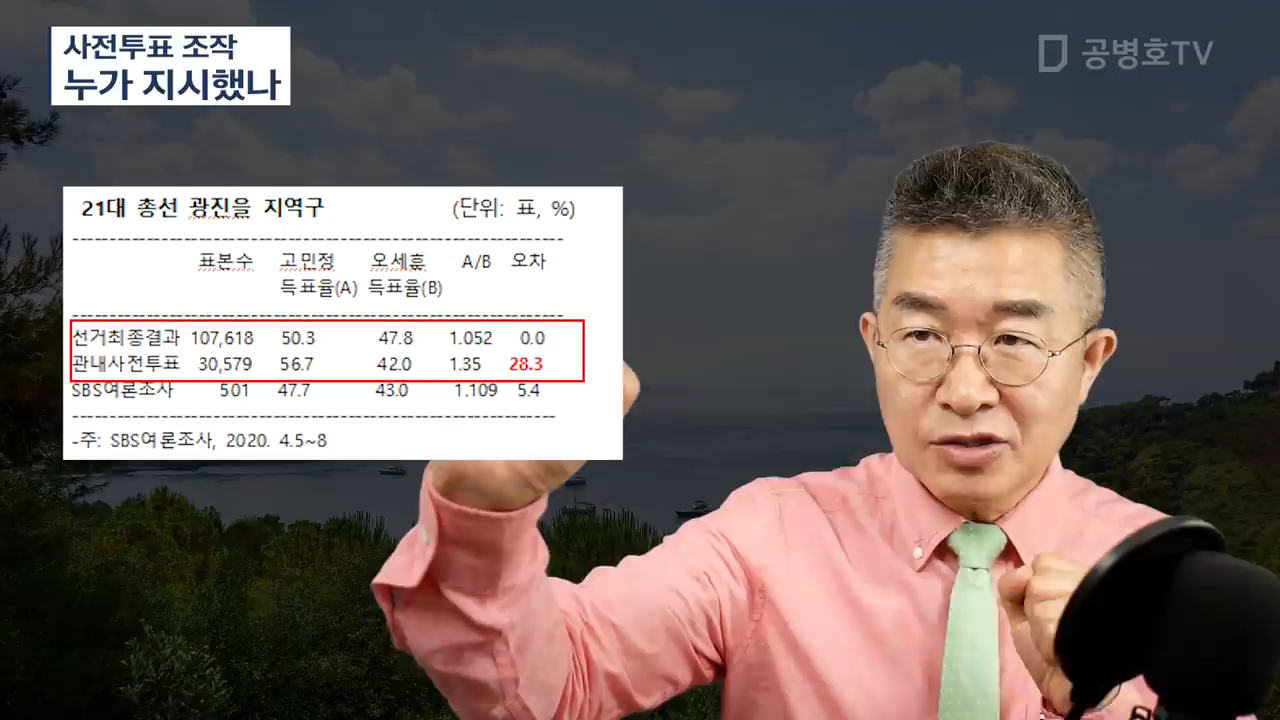 사전투표 조작
누가 지시했나
공병호TV
21대 총선 광진을 지역구 (단위: 표, %)
표본수 고민정 오세훈 A/B 오차
득표율(A) 득표율(B)
선거최종결과 107,618 50.3 47.8 1.052 0.0
관내사전투표 30,579 56.7 42.0 1.35 28.3
SBS여론조사 501 47.7 43.0 1.109 5.4
-주: SBS여론조사, 2020. 4.5~8